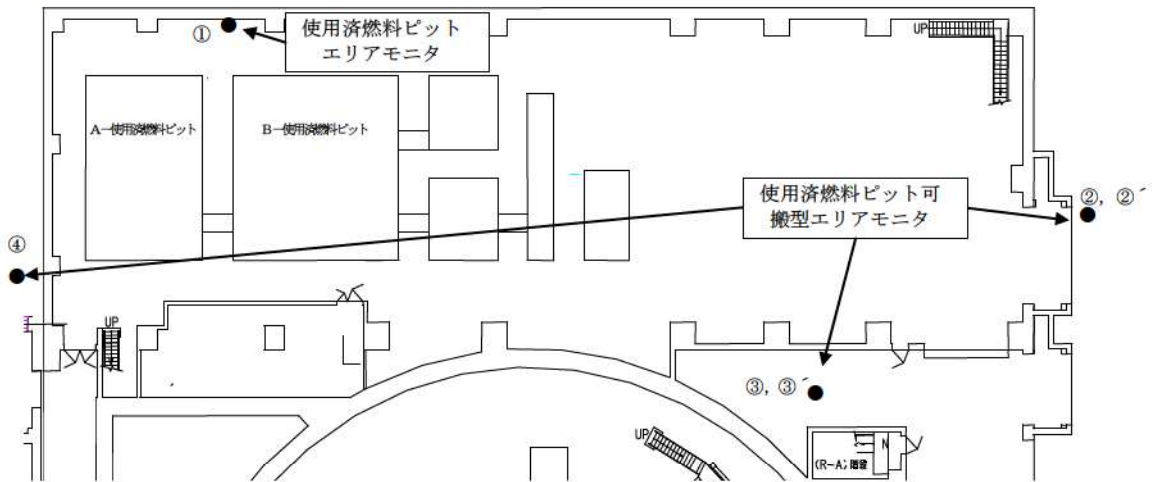 ①
使用済燃料ピット
エリアモニタ
UP
A－使用済燃料ピット
B－使用済燃料ピット
使用済燃料ピット可
搬型エリアモニタ
②，②´
④
UP
③，③´
UP
N
(R-A)階段